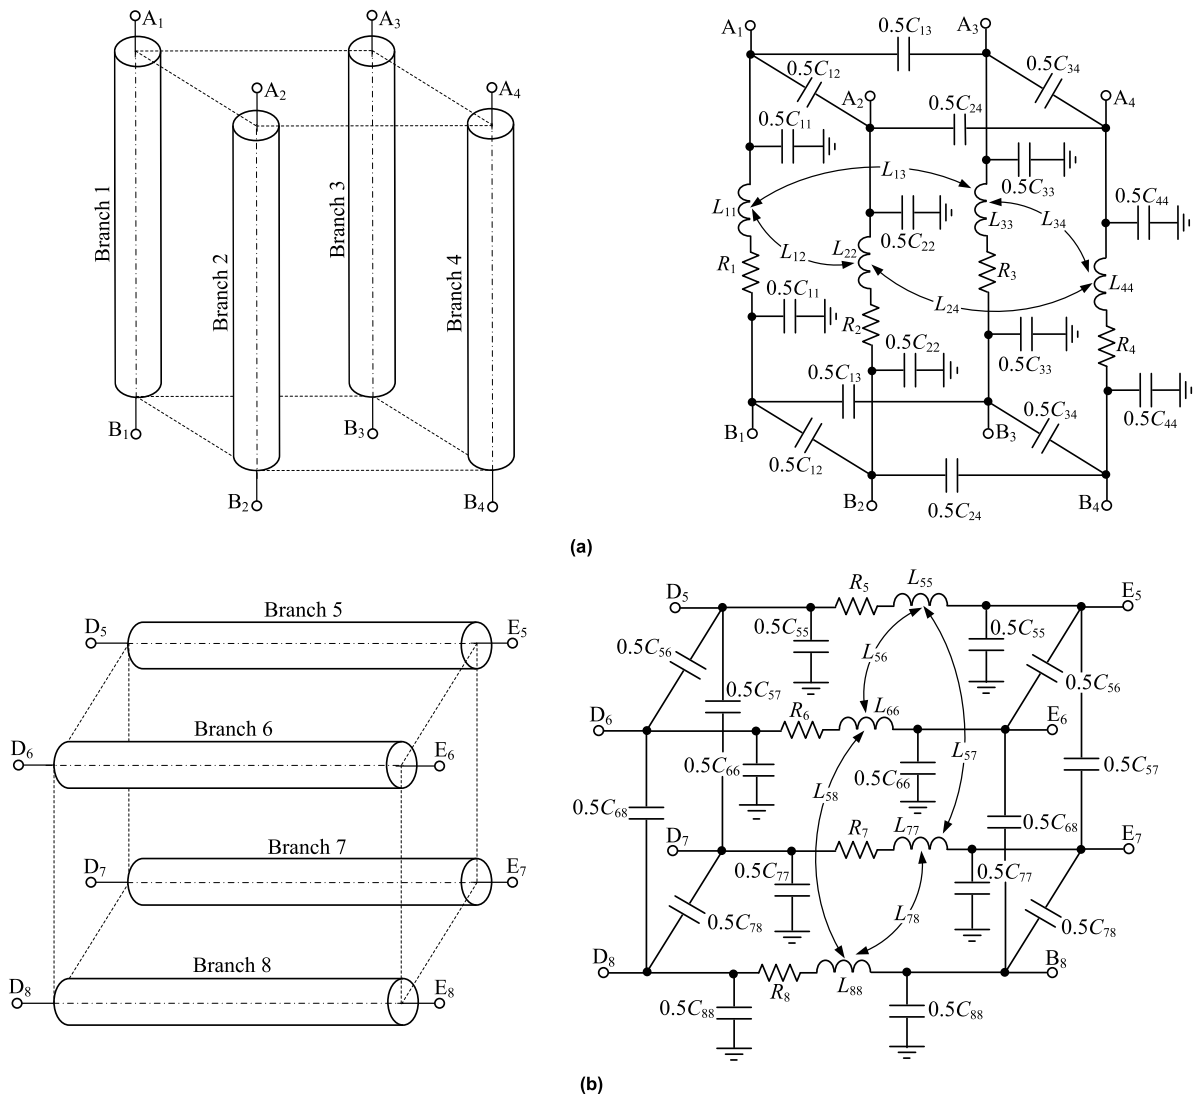 A₁
A₃
A₂
A₄
Branch 1
Branch 2
Branch 3
Branch 4
B₁
B₃
B₂
B₄
A₁
0.5C₁₃
A₃
0.5C₁₂
0.5C₃₄
A₂
0.5C₂₄
A₄
0.5C₁₁
L₁₃
0.5C₃₃
0.5C₄₄
L₁₁
L₃₃
L₃₄
L₁₂
L₂₂
0.5C₂₂
R₁
R₃
L₄₄
0.5C₁₁
L₂₄
R₂
0.5C₂₂
R₄
0.5C₁₃
0.5C₃₃
0.5C₃₄
0.5C₄₄
B₁
B₃
0.5C₁₂
B₂
B₄
0.5C₂₄
(a)
Branch 5
D₅
E₅
Branch 6
D₆
E₆
Branch 7
D₇
E₇
Branch 8
D₈
E₈
D₅
R₅
L₅₅
E₅
0.5C₅₅
0.5C₅₅
0.5C₅₆
L₅₆
0.5C₅₆
0.5C₅₇
D₆
R₆
L₆₆
E₆
L₅₇
0.5C₆₆
0.5C₆₆
0.5C₅₇
L₅₈
0.5C₆₈
0.5C₆₈
D₇
R₇
L₇₇
E₇
0.5C₇₇
0.5C₇₇
0.5C₇₈
L₇₈
0.5C₇₈
D₈
R₈
L₈₈
B₈
0.5C₈₈
0.5C₈₈
(b)